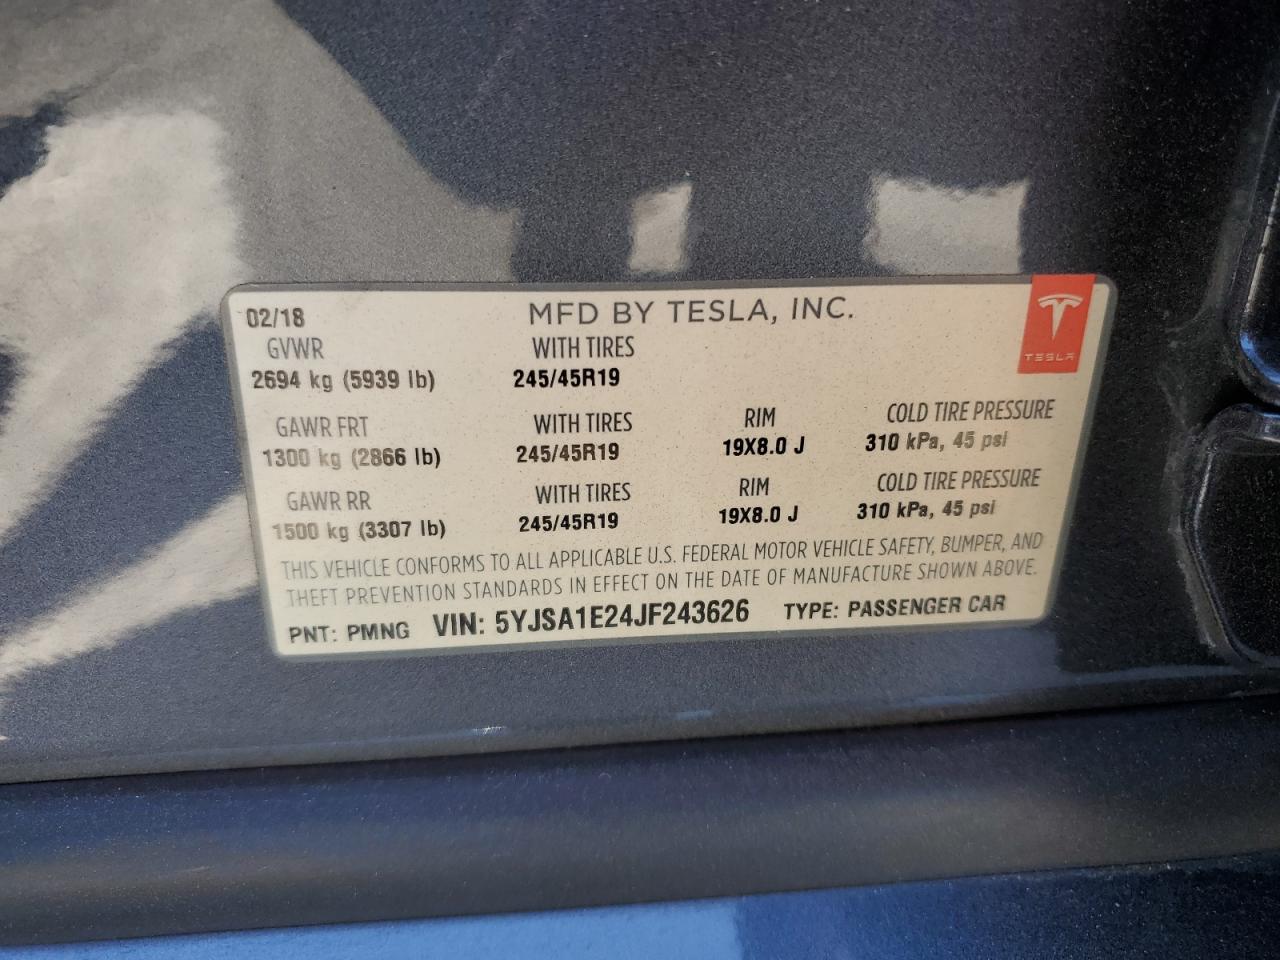 02/18 MFD BY TESLA, INC.
TESLA
GVWR WITH TIRES
2694 kg (5939 lb) 245/45R19
GAWR FRT WITH TIRES RIM COLD TIRE PRESSURE
1300 kg (2866 lb) 245/45R19 19X8.0 J 310 kPa, 45 psi
GAWR RR WITH TIRES RIM COLD TIRE PRESSURE
1500 kg (3307 lb) 245/45R19 19X8.0 J 310 kPa, 45 psi
THIS VEHICLE CONFORMS TO ALL APPLICABLE U.S. FEDERAL MOTOR VEHICLE SAFETY, BUMPER, AND
THEFT PREVENTION STANDARDS IN EFFECT ON THE DATE OF MANUFACTURE SHOWN ABOVE.
PNT: PMNG VIN: 5YJSA1E24JF243626 TYPE: PASSENGER CAR